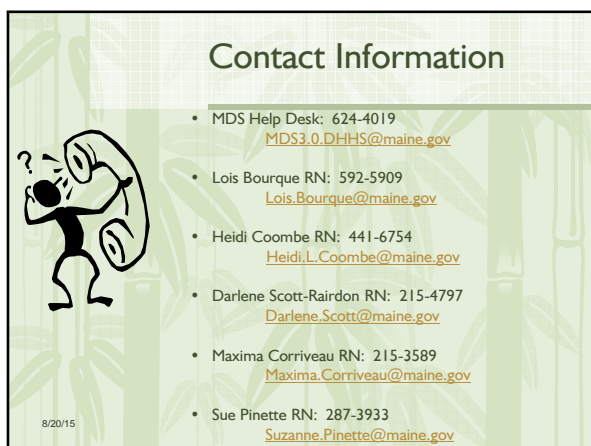 Contact Information
• MDS Help Desk: 624-4019
MDS3.0.DHHS@maine.gov
• Lois Bourque RN: 592-5909
Lois.Bourque@maine.gov
• Heidi Coombe RN: 441-6754
Heidi.L.Coombe@maine.gov
• Darlene Scott-Rairdon RN: 215-4797
Darlene.Scott@maine.gov
• Maxima Corriveau RN: 215-3589
Maxima.Corriveau@maine.gov
• Sue Pinette RN: 287-3933
Suzanne.Pinette@maine.gov
?
8/20/15